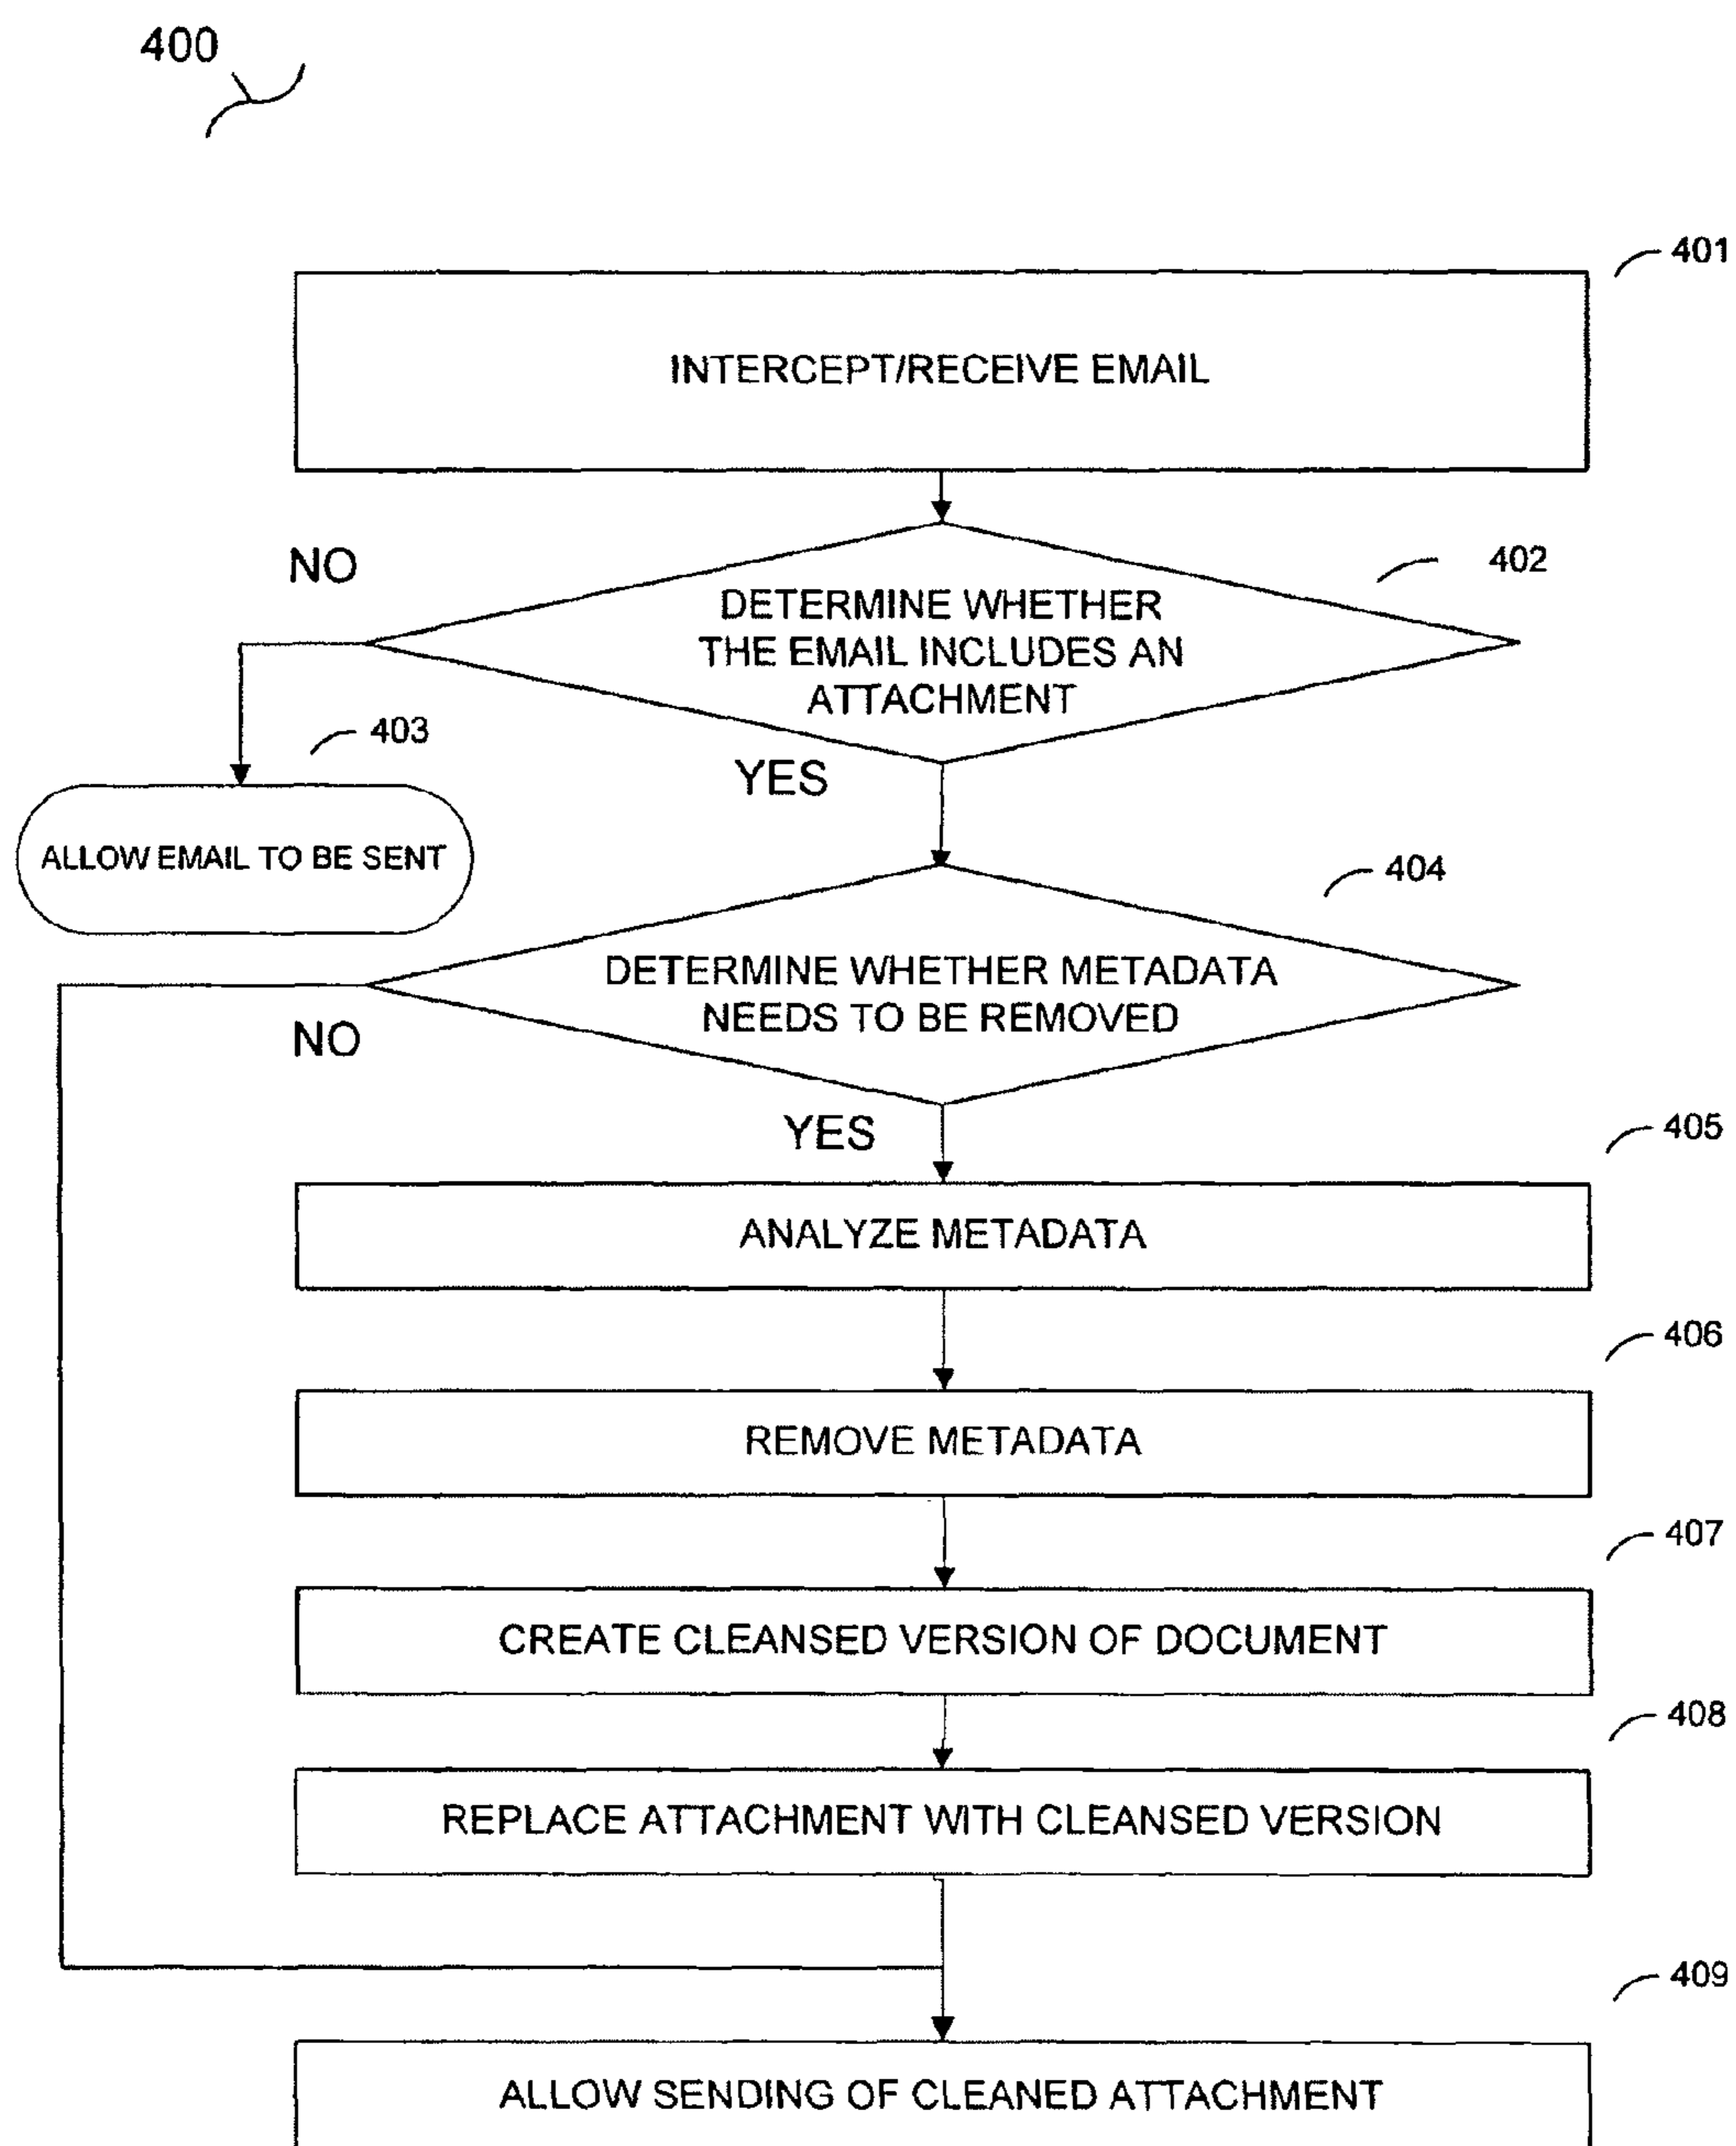 400
401
INTERCEPT/RECEIVE EMAIL
NO
402
DETERMINE WHETHER
THE EMAIL INCLUDES AN
ATTACHMENT
403
YES
ALLOW EMAIL TO BE SENT
404
DETERMINE WHETHER METADATA
NEEDS TO BE REMOVED
NO
YES
405
ANALYZE METADATA
406
REMOVE METADATA
407
CREATE CLEANSED VERSION OF DOCUMENT
408
REPLACE ATTACHMENT WITH CLEANSED VERSION
409
ALLOW SENDING OF CLEANED ATTACHMENT